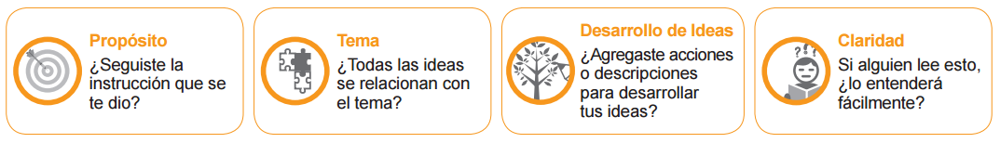 Propósito
¿Seguiste la
instrucción que se
te dio?
Tema
¿Todas las ideas
se relacionan con
el tema?
Desarrollo de Ideas
¿Agregaste acciones
o descripciones
para desarrollar
tus ideas?
Claridad
Si alguien lee esto,
¿lo entenderá
fácilmente?